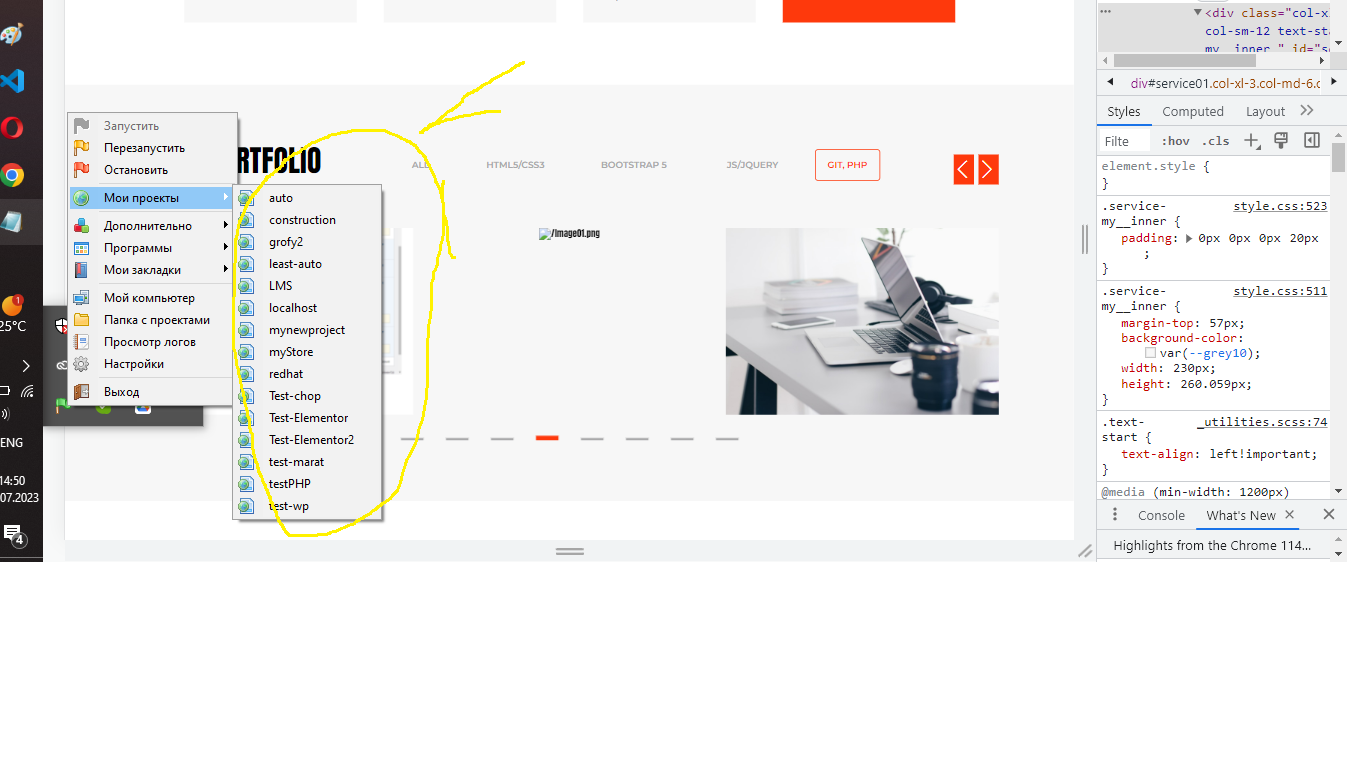 Запустить
Перезапустить
Остановить
Мои проекты
Дополнительно
Программы
Мои закладки
Мой компьютер
Папка с проектами
Просмотр логов
Настройки
Выход
auto
construction
grofy2
least-auto
LMS
localhost
mynewproject
myStore
redhat
Test-chop
Test-Elementor
Test-Elementor2
test-marat
testPHP
test-wp
RTFOLIO
ALL
HTML5/CSS3
BOOTSTRAP 5
JS/JQUERY
GIT, PHP
/Image01.png
1
25°C
ENG
14:50
.07.2023
4
<div class="col-x
col-sm-12 text-sta
my__inner " id="s
div#service01.col-xl-3.col-md-6.c
Styles
Computed
Layout
Filte
:hov
.cls
element.style {
}
.service-my__inner {
style.css:523
padding: 0px 0px 0px 20px
;
}
.service-my__inner {
style.css:511
margin-top: 57px;
background-color:
var(--grey10);
width: 230px;
height: 260.059px;
}
.text-start {
_utilities.scss:74
text-align: left!important;
}
@media (min-width: 1200px)
Console
What's New
Highlights from the Chrome 114...